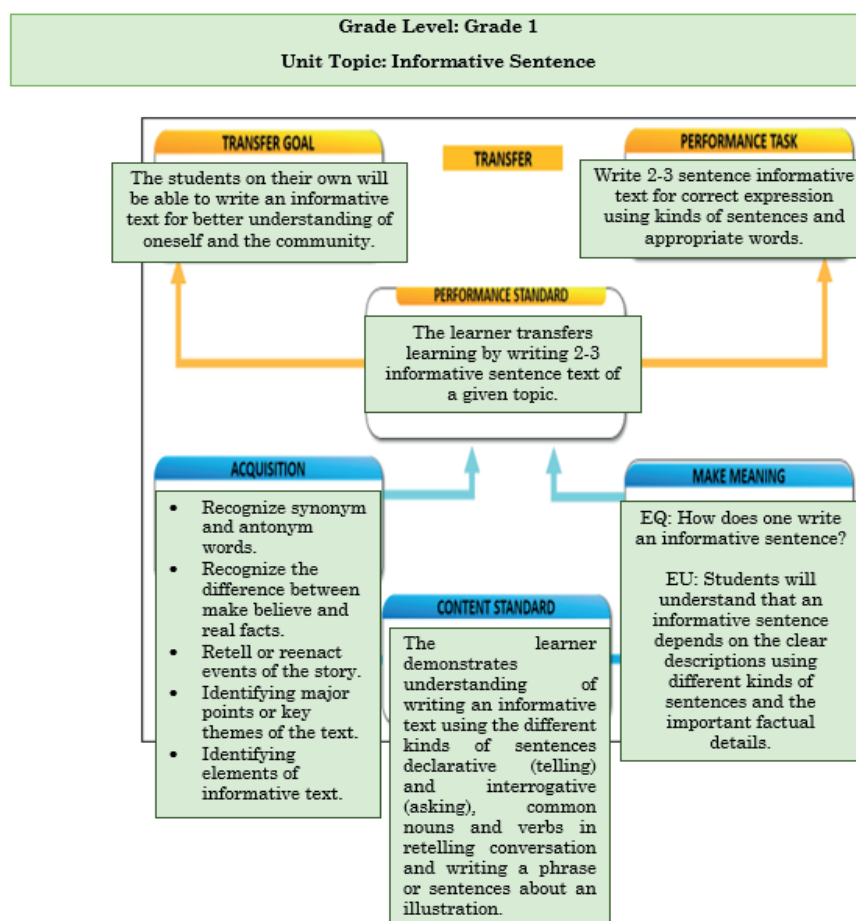 Grade Level: Grade 1
Unit Topic: Informative Sentence
TRANSFER GOAL
The students on their own will
be able to write an informative
text for better understanding of
oneself and the community.
TRANSFER
PERFORMANCE TASK
Write 2-3 sentence informative
text for correct expression
using kinds of sentences and
appropriate words.
PERFORMANCE STANDARD
The learner transfers
learning by writing 2-3
informative sentence text of
a given topic.
ACQUISITION
• Recognize synonym
and antonym
words.
• Recognize the
difference between
make believe and
real facts.
• Retell or reenact
events of the story.
• Identifying major
points or key
themes of the text.
• Identifying
elements of
informative text.
CONTENT STANDARD
The learner
demonstrates
understanding of
writing an informative
text using the different
kinds of sentences
declarative (telling)
and interrogative
(asking), common
nouns and verbs in
retelling conversation
and writing a phrase
or sentences about an
illustration.
MAKE MEANING
EQ: How does one write
an informative sentence?
EU: Students will
understand that an
informative sentence
depends on the clear
descriptions using
different kinds of
sentences and the
important factual
details.